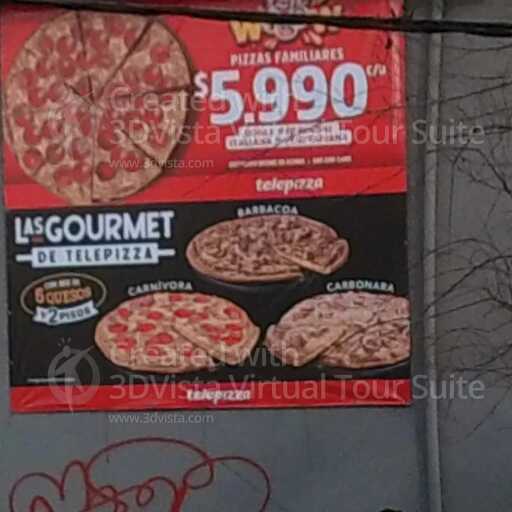 PIZZAS FAMILIARES
$5.990 c/u
telepizza
LAS GOURMET
DE TELEPIZZA
BARBACOA
CARNÍVORA
CARBONARA
5 QUESOS
Y 2 PISOS
telepizza
Created with
3DVista Virtual Tour Suite
www.3dvista.com
Created with
3DVista Virtual Tour Suite
www.3dvista.com